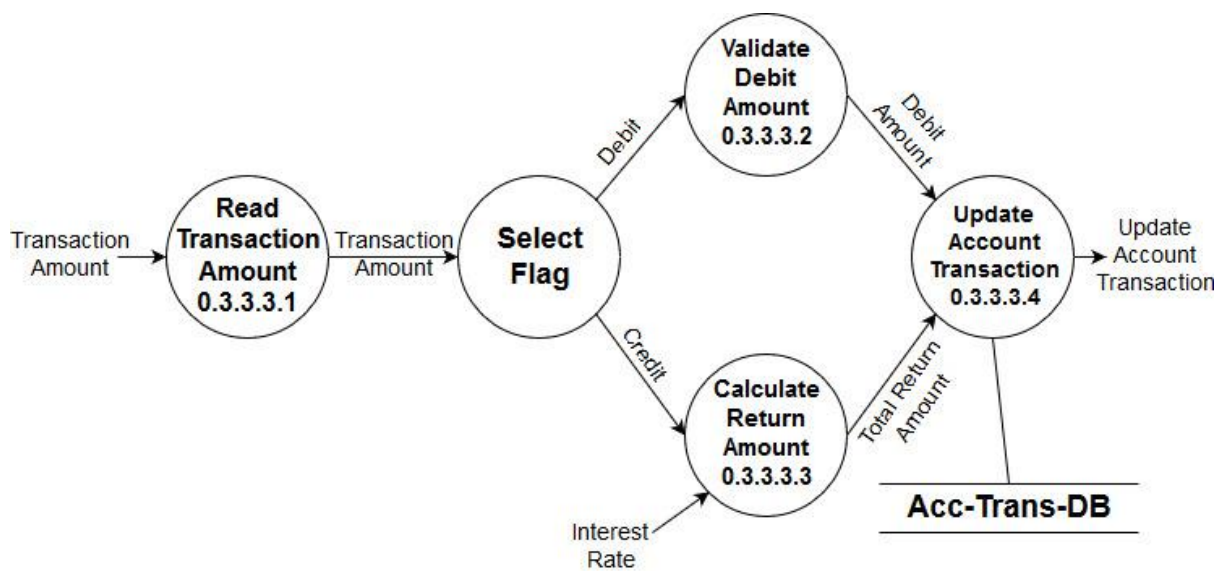 Validate
Debit
Amount
0.3.3.3.2
Debit
Debit
Amount
Read
Transaction
Amount
0.3.3.3.1
Transaction
Amount
Transaction
Amount
Select
Flag
Update
Account
Transaction
0.3.3.3.4
Update
Account
Transaction
Credit
Calculate
Return
Amount
0.3.3.3.3
Total Return
Amount
Interest
Rate
Acc-Trans-DB